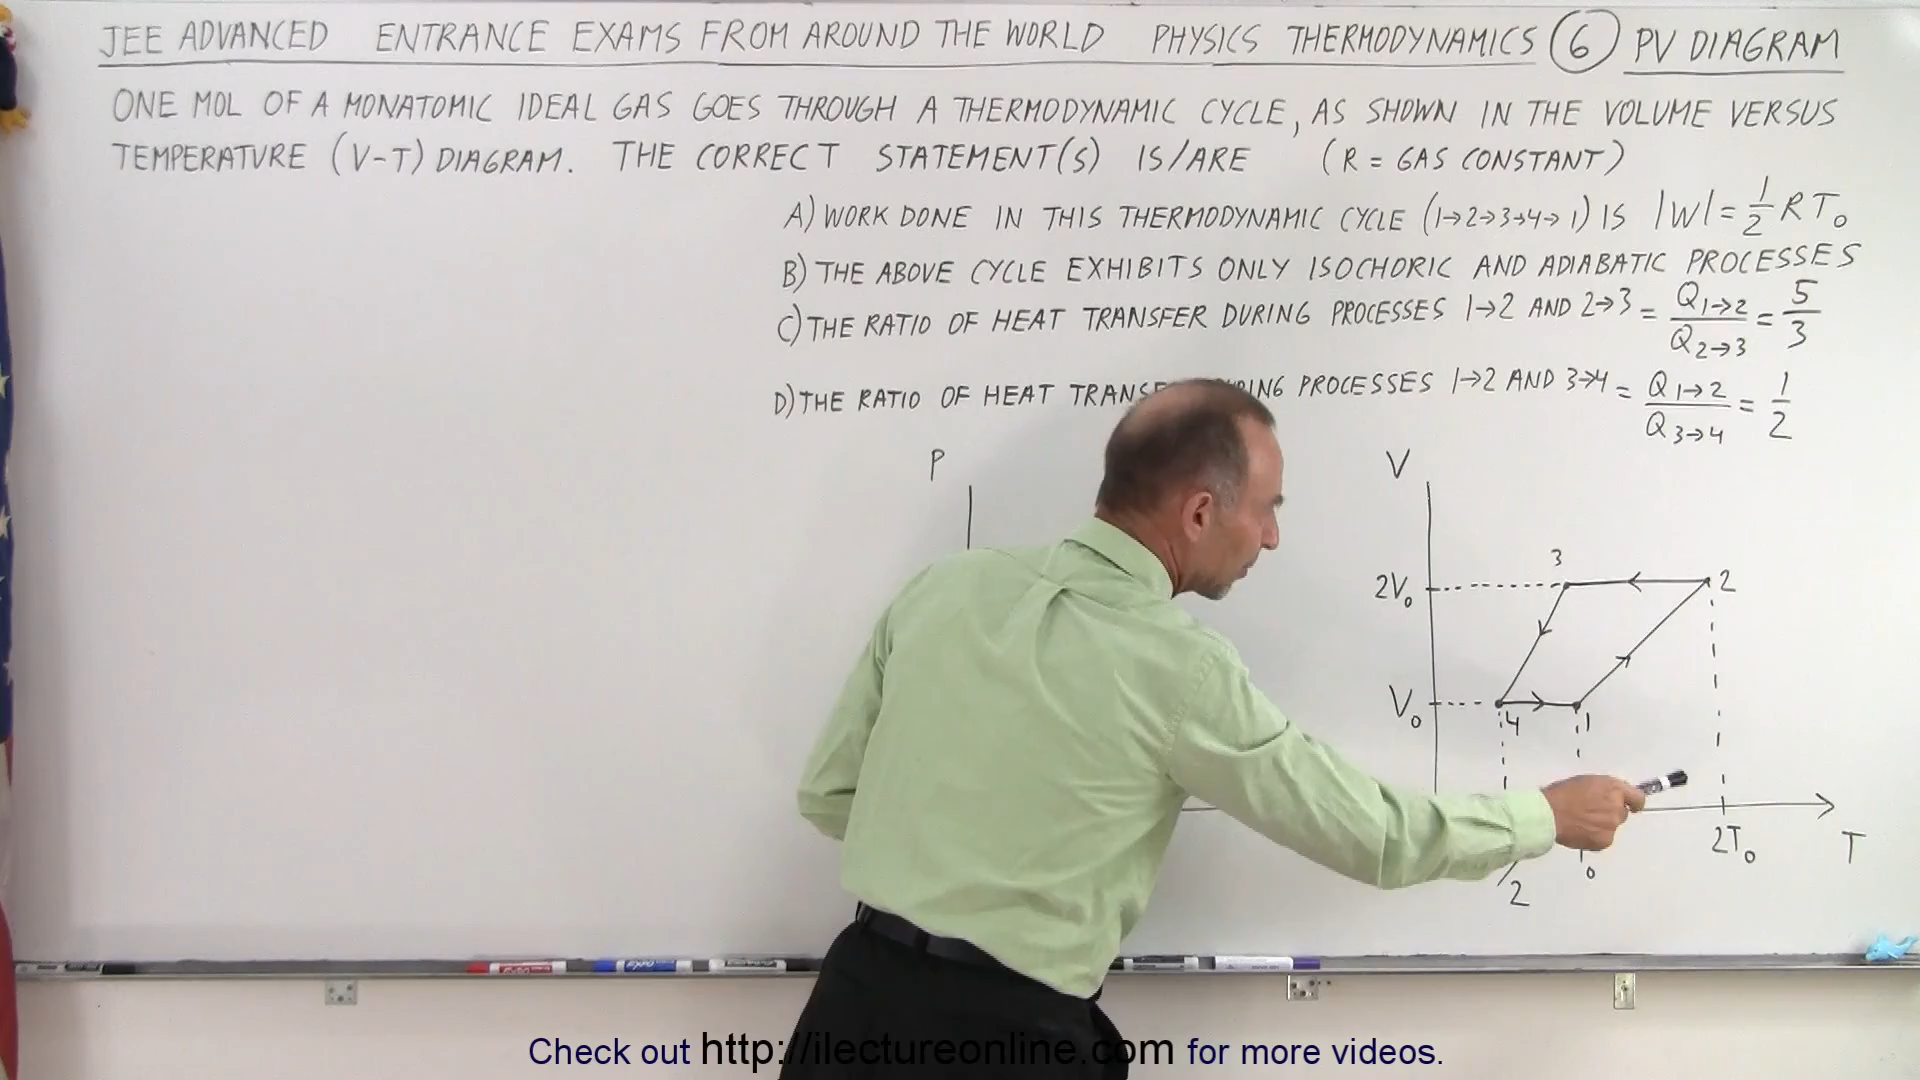 JEE ADVANCED ENTRANCE EXAMS FROM AROUND THE WORLD PHYSICS THERMODYNAMICS 6 PV DIAGRAM
ONE MOL OF A MONATOMIC IDEAL GAS GOES THROUGH A THERMODYNAMIC CYCLE, AS SHOWN IN THE VOLUME VERSUS
TEMPERATURE (V-T) DIAGRAM. THE CORRECT STATEMENT(S) IS/ARE (R = GAS CONSTANT)
A) WORK DONE IN THIS THERMODYNAMIC CYCLE (1→2→3→4→1) IS |W| = 1/2 RT₀
B) THE ABOVE CYCLE EXHIBITS ONLY ISOCHORIC AND ADIABATIC PROCESSES
C) THE RATIO OF HEAT TRANSFER DURING PROCESSES 1→2 AND 2→3 = Q₁→₂/Q₂→₃ = 5/3
D) THE RATIO OF HEAT PROCESSES 1→2 AND 3→4 = Q₁→₂/Q₃→₄ = 1/2
P V
3
2V₀ 2
V₀ 4 1
2T₀ T
2
Check out http://ilectureonline.com for more videos.